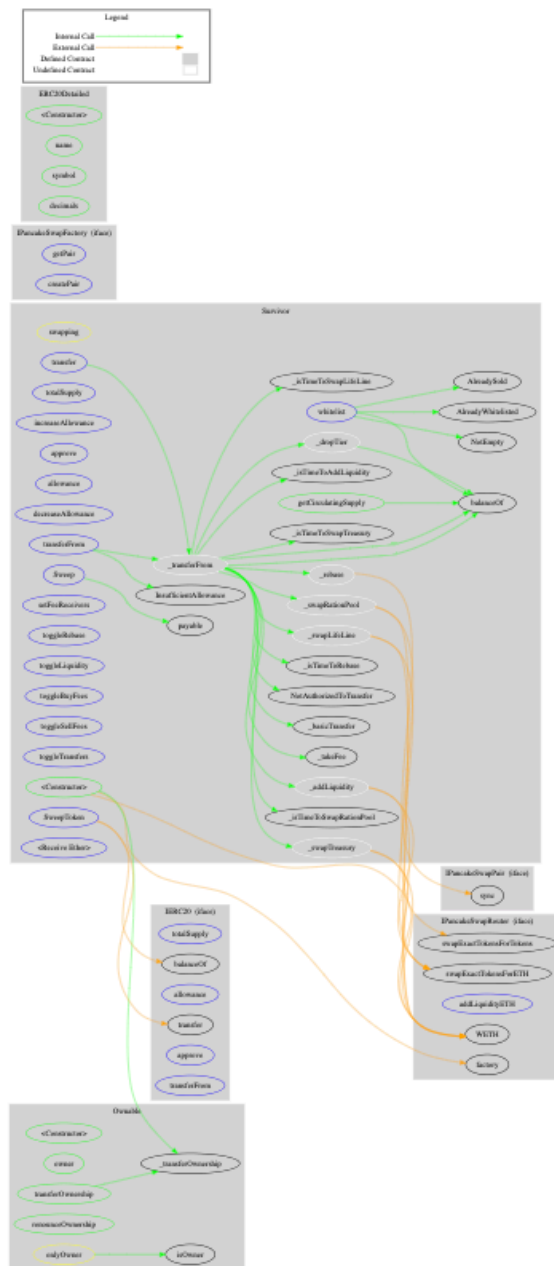 Legend
Internal Call
External Call
Defined Contract
Undefined Contract
ERC20Detailed
<Constructor>
name
symbol
decimals
IPancakeSwapFactory (iface)
getPair
createPair
Survivor
swapping
transfer
totalSupply
increaseAllowance
approve
allowance
decreaseAllowance
transferFrom
Sweep
setFeeReceivers
toggleRebase
toggleLiquidity
toggleBuyFees
toggleSellFees
toggleTransfers
<Constructor>
SweepToken
<Receive Ether>
_transferFrom
InsufficientAllowance
payable
_isTimeToSwapLifeLine
whitelist
_dropTier
_isTimeToAddLiquidity
getCirculatingSupply
_isTimeToSwapTreasury
_rebase
_swapRationPool
_swapLifeLine
_isTimeToRebase
NotAuthorizedToTransfer
_basicTransfer
_takeFee
_addLiquidity
_isTimeToSwapRationPool
_swapTreasury
AlreadySold
AlreadyWhitelisted
NotEmpty
balanceOf
IPancakeSwapPair (iface)
sync
IPancakeSwapRouter (iface)
swapExactTokensForTokens
swapExactTokensForETH
addLiquidityETH
WETH
factory
IERC20 (iface)
totalSupply
balanceOf
allowance
transfer
approve
transferFrom
Ownable
<Constructor>
owner
transferOwnership
renounceOwnership
onlyOwner
_transferOwnership
isOwner